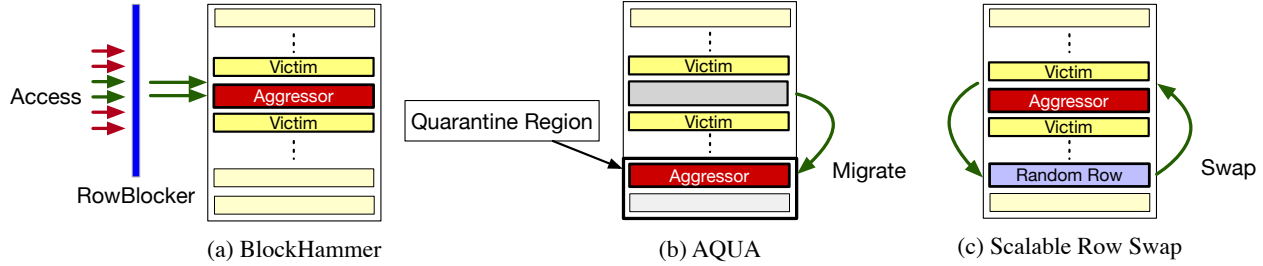 Access
RowBlocker
Victim
Aggressor
Victim
(a) BlockHammer
Quarantine Region
Victim
Victim
Aggressor
Migrate
(b) AQUA
Victim
Aggressor
Victim
Random Row
Swap
(c) Scalable Row Swap